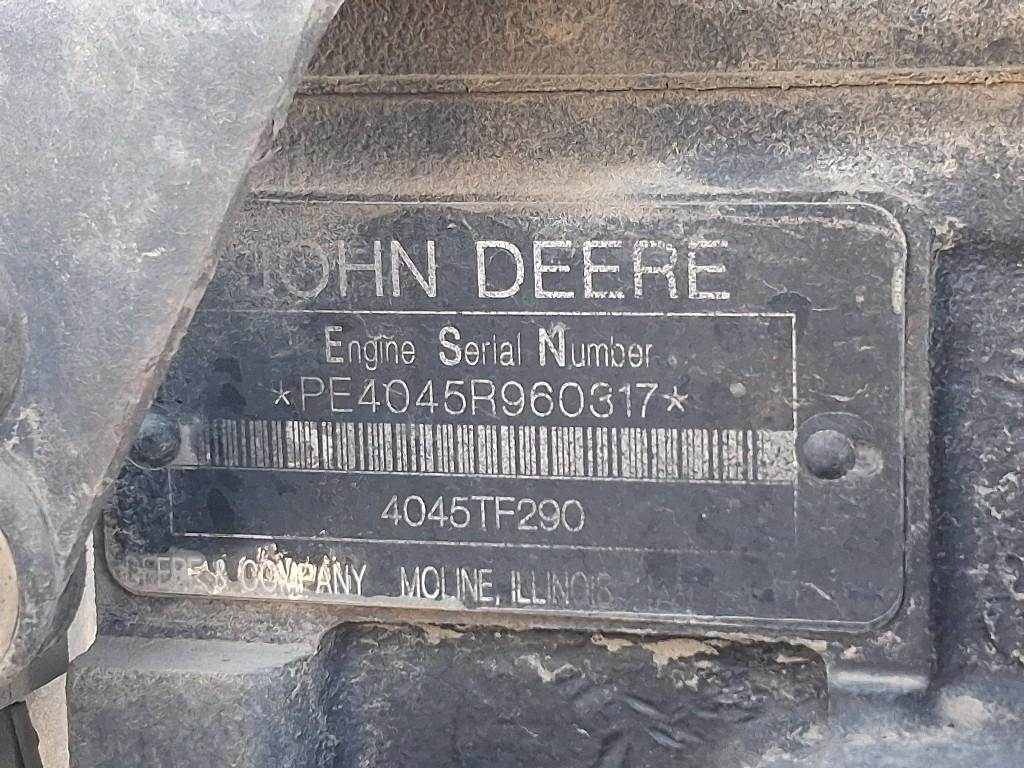 JOHN DEERE
Engine Serial Number
*PE4045R960317*
4045TF290
DEERE & COMPANY MOLINE, ILLINOIS